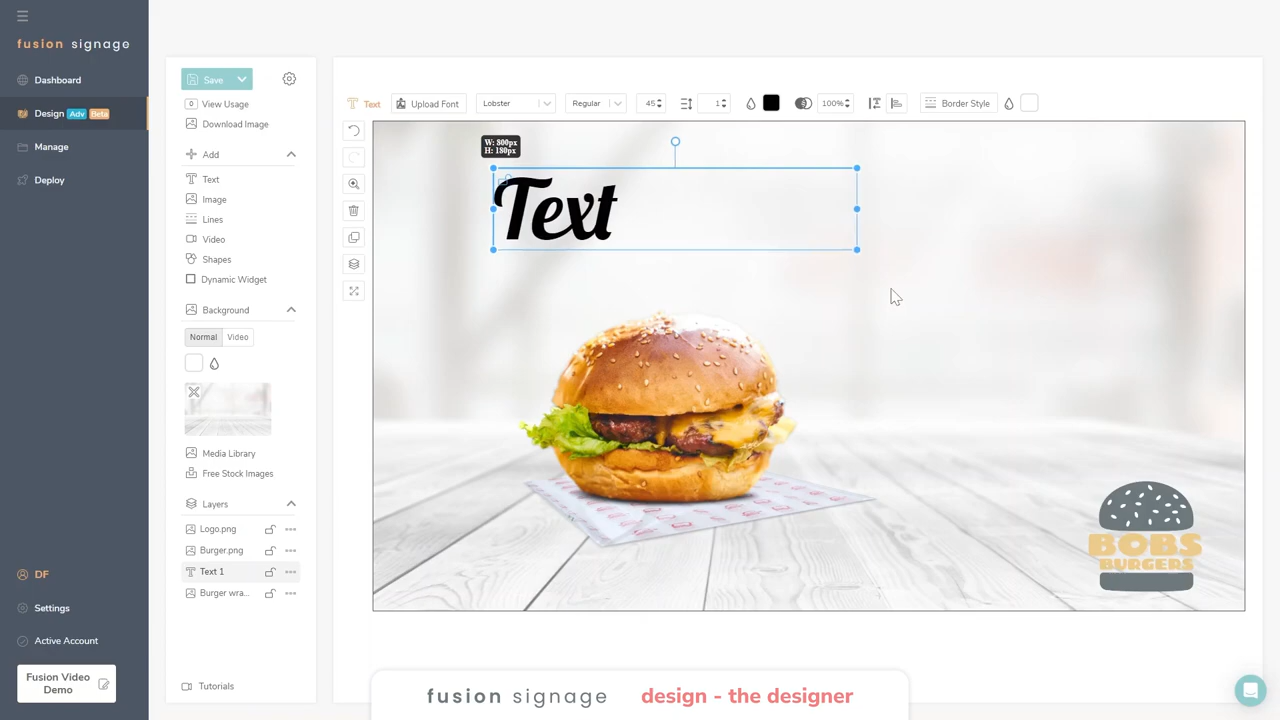 fusion signage
Dashboard
Design Adv Beta
Manage
Deploy
DF
Settings
Active Account
Fusion Video
Demo
Save
0 View Usage
Download Image
Add
Text
Image
Lines
Video
Shapes
Dynamic Widget
Background
Normal Video
Media Library
Free Stock Images
Layers
Logo.png
Burger.png
Text 1
Burger wra...
Tutorials
Text Upload Font Lobster Regular 45 1 100% Border Style
W: 800px
H: 180px
Text
BOBS
BURGERS
fusion signage design - the designer